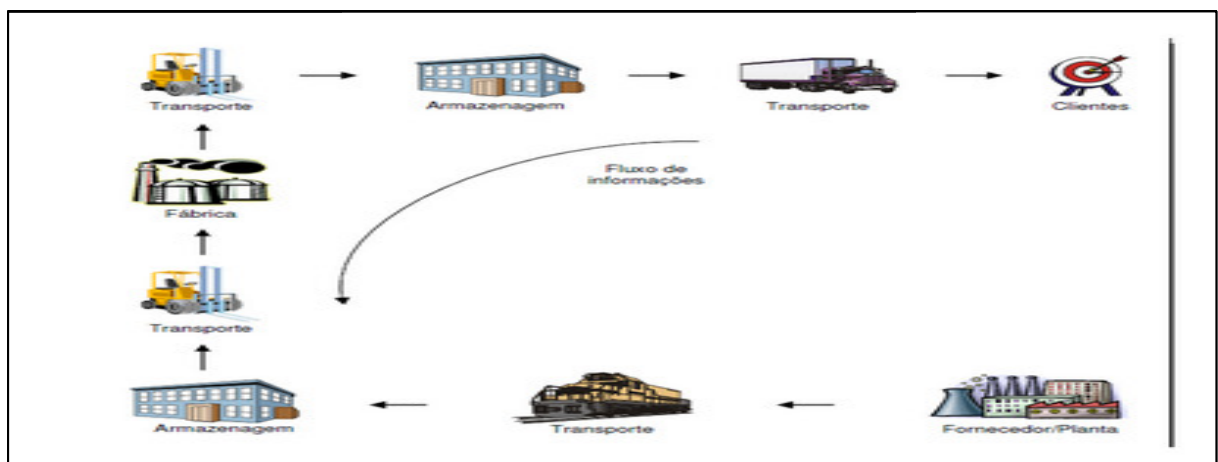 Transporte
Armazenagem
Transporte
Clientes
Fluxo de
informações
Fábrica
Transporte
Armazenagem
Transporte
Fornecedor/Planta